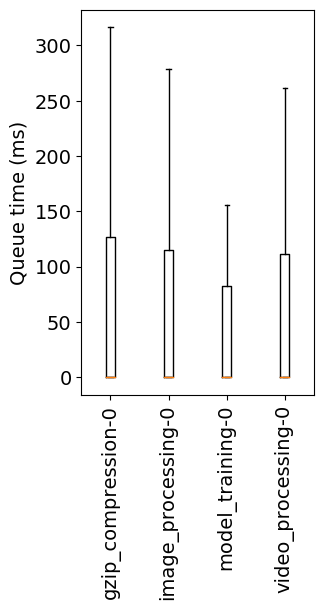 Queue time (ms)
300
250
200
150
100
50
0
gzip_compression-0
image_processing-0
model_training-0
video_processing-0